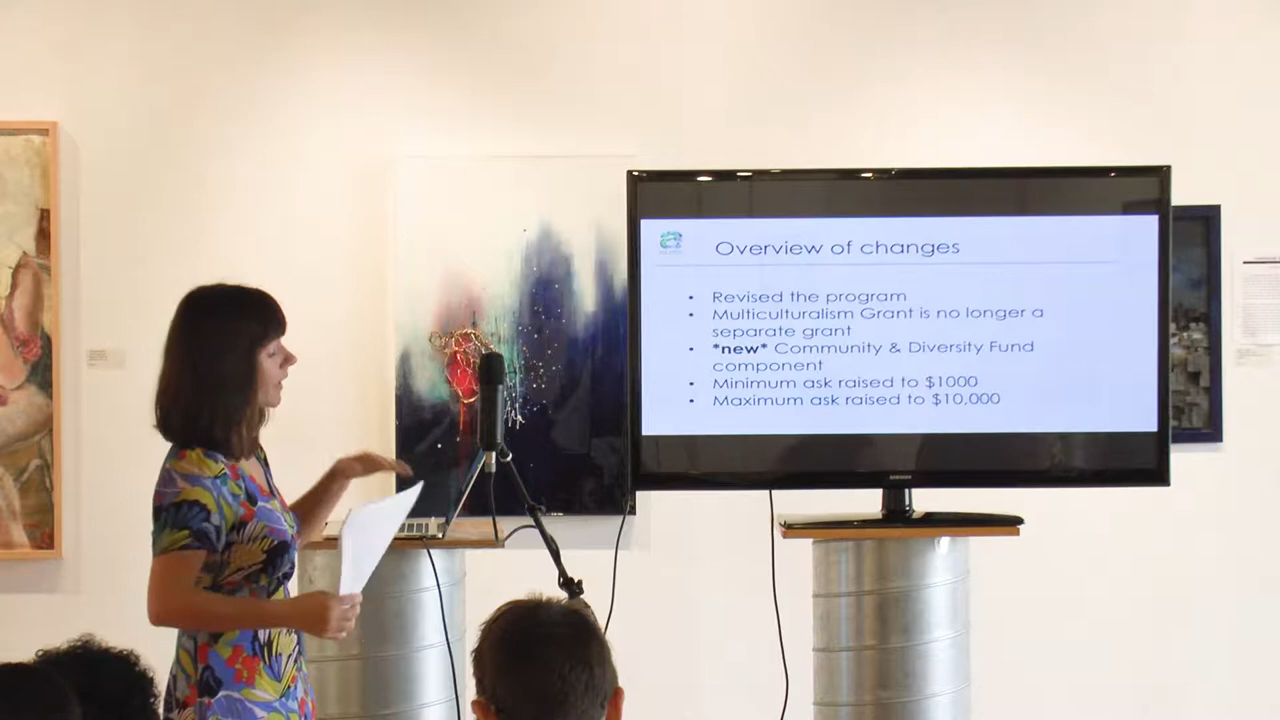 Overview of changes
• Revised the program
• Multiculturalism Grant is no longer a
separate grant
• *new* Community & Diversity Fund
component
• Minimum ask raised to $1000
• Maximum ask raised to $10,000
SAMSUNG